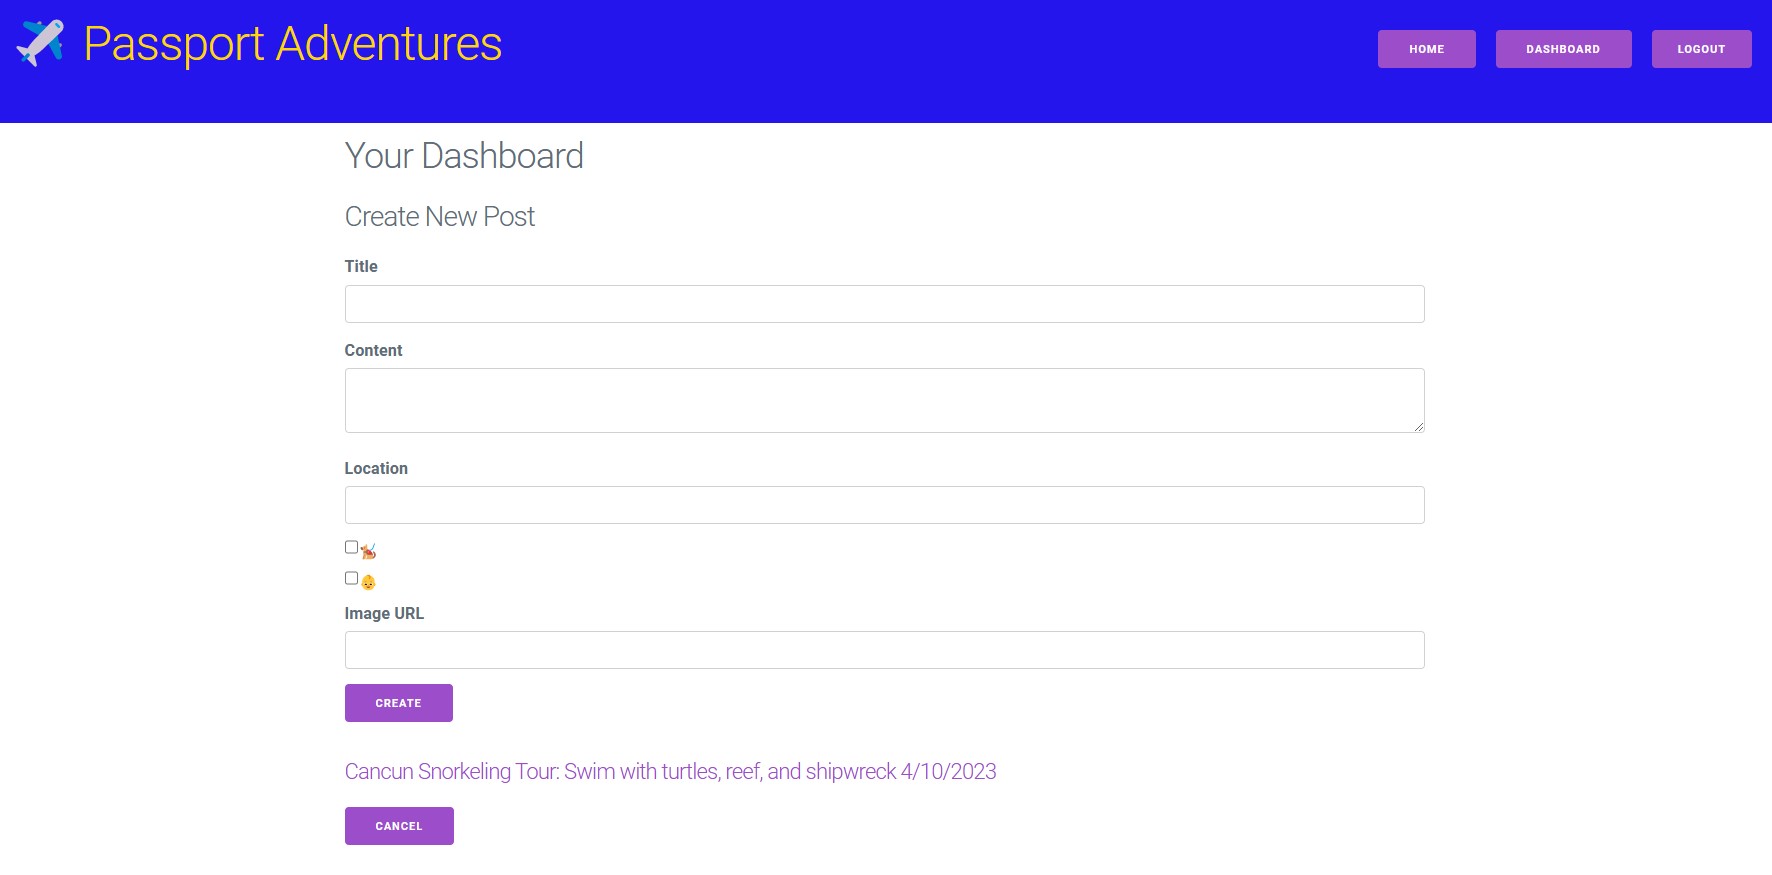 Passport Adventures
HOME
DASHBOARD
LOGOUT
Your Dashboard
Create New Post
Title
Content
Location
Image URL
CREATE
Cancun Snorkeling Tour: Swim with turtles, reef, and shipwreck 4/10/2023
CANCEL